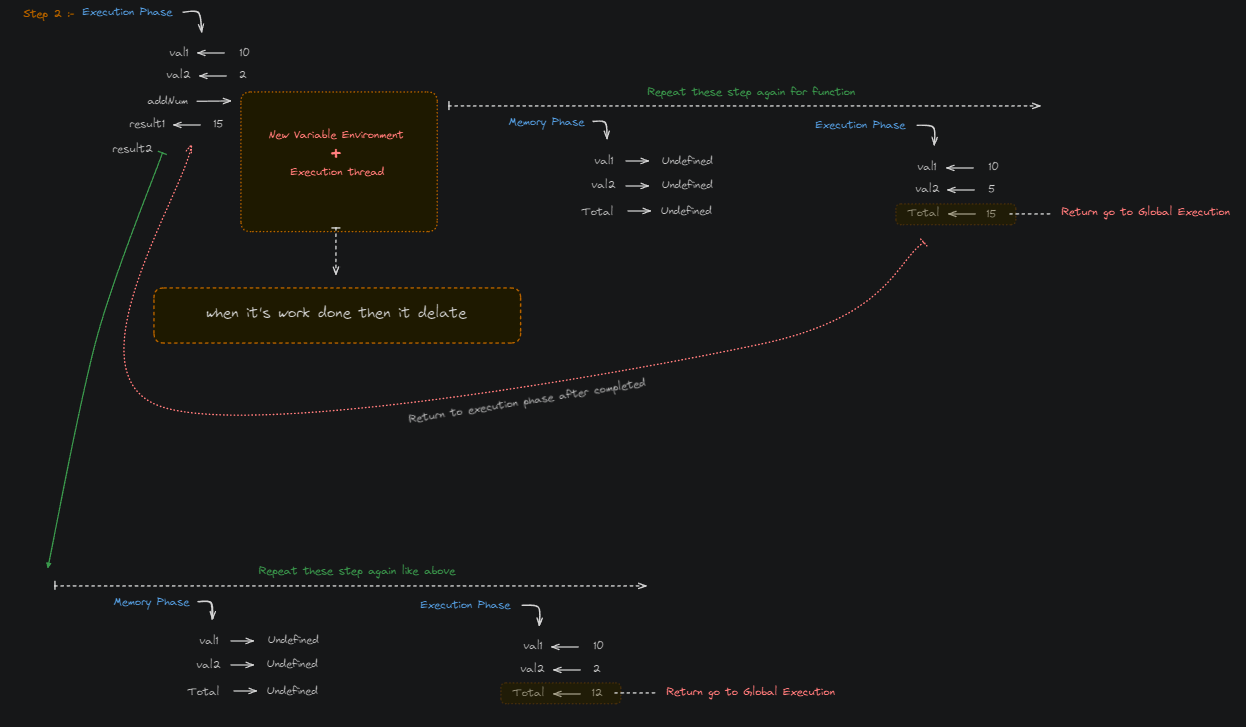 Step 2 :- Execution Phase
val1 10
val2 2
addNum
result1 15
result2
New Variable Environment
+
Execution thread
when it's work done then it delate
Repeat these step again for function
Memory Phase
val1 Undefined
val2 Undefined
Total Undefined
Execution Phase
val1 10
val2 5
Total 15 Return go to Global Execution
Return to execution phase after completed
Repeat these step again like above
Memory Phase
val1 Undefined
val2 Undefined
Total Undefined
Execution Phase
val1 10
val2 2
Total 12 Return go to Global Execution